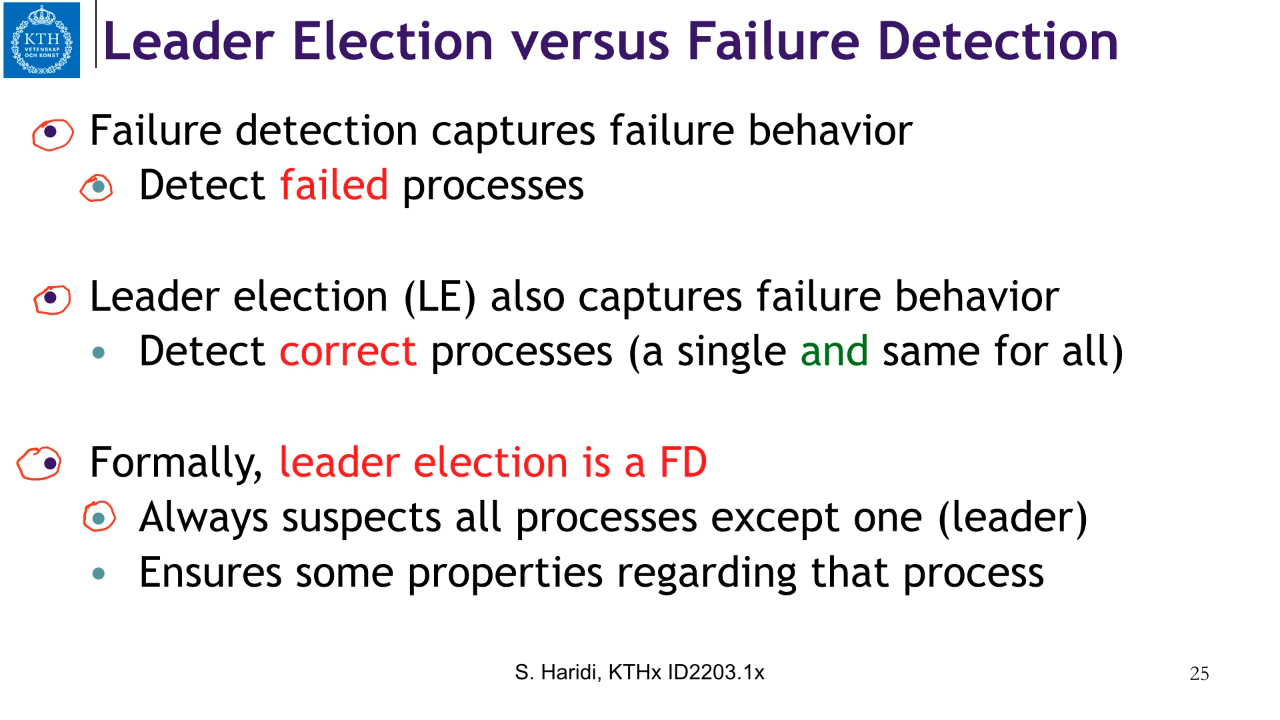 KTH
VETENSKAP
OCH KONST
Leader Election versus Failure Detection
Failure detection captures failure behavior
Detect failed processes
Leader election (LE) also captures failure behavior
Detect correct processes (a single and same for all)
Formally, leader election is a FD
Always suspects all processes except one (leader)
Ensures some properties regarding that process
S. Haridi, KTHx ID2203.1x
25